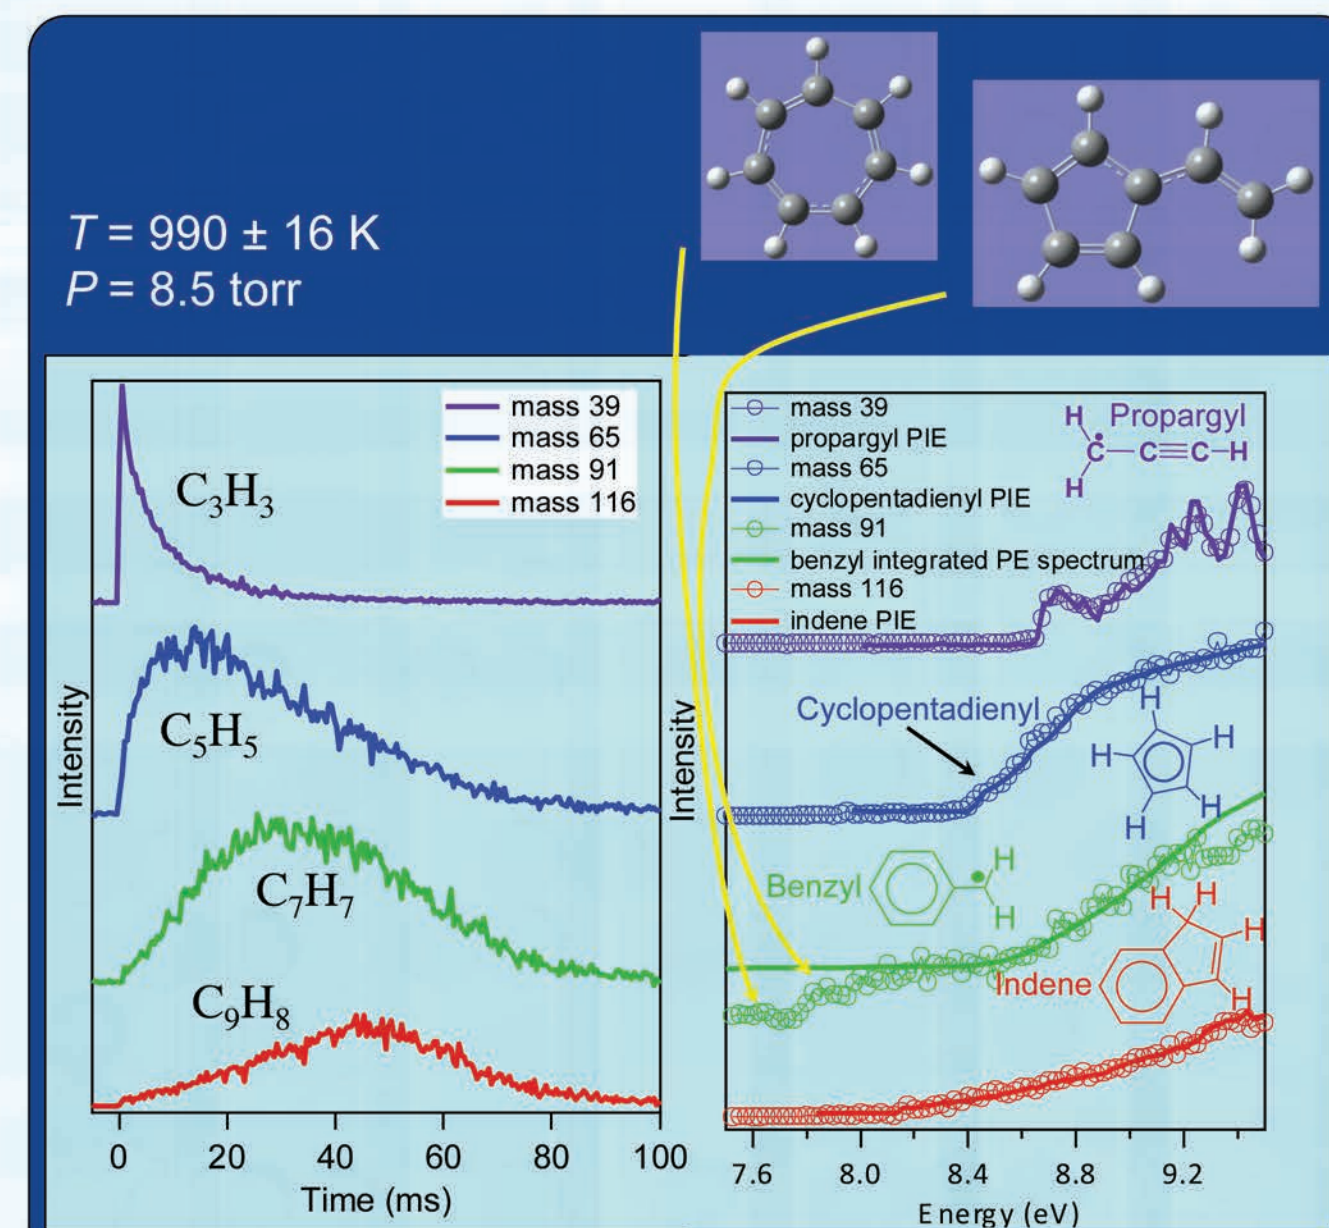 T = 990 ± 16 K
P = 8.5 torr
mass 39
mass 65
mass 91
mass 116
C₃H₃
C₅H₅
C₇H₇
C₉H₈
Intensity
0 20 40 60 80 100
Time (ms)
mass 39
propargyl PIE
mass 65
cyclopentadienyl PIE
mass 91
benzyl integrated PE spectrum
mass 116
indene PIE
Propargyl
H
C C C H
H
Cyclopentadienyl
H
H H
H H
Benzyl
H
H
Indene
H H
H
H
Intensity
7.6 8.0 8.4 8.8 9.2
Energy (eV)